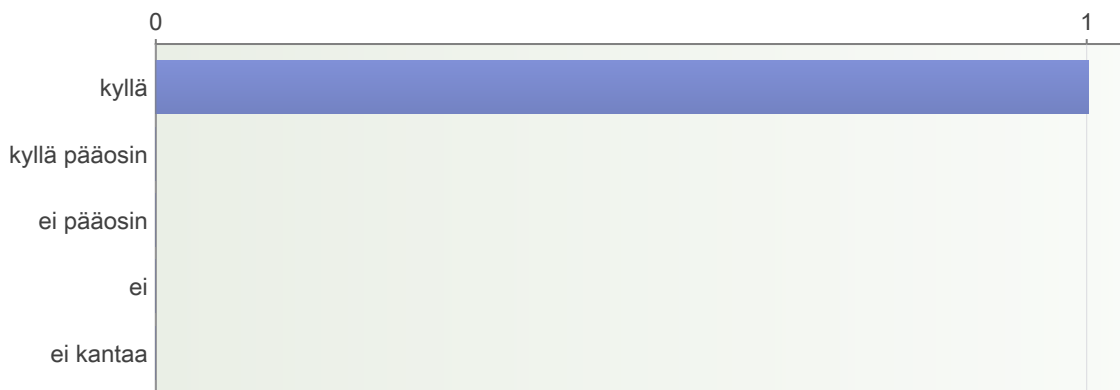 0 1
kyllä
kyllä pääosin
ei pääosin
ei
ei kantaa